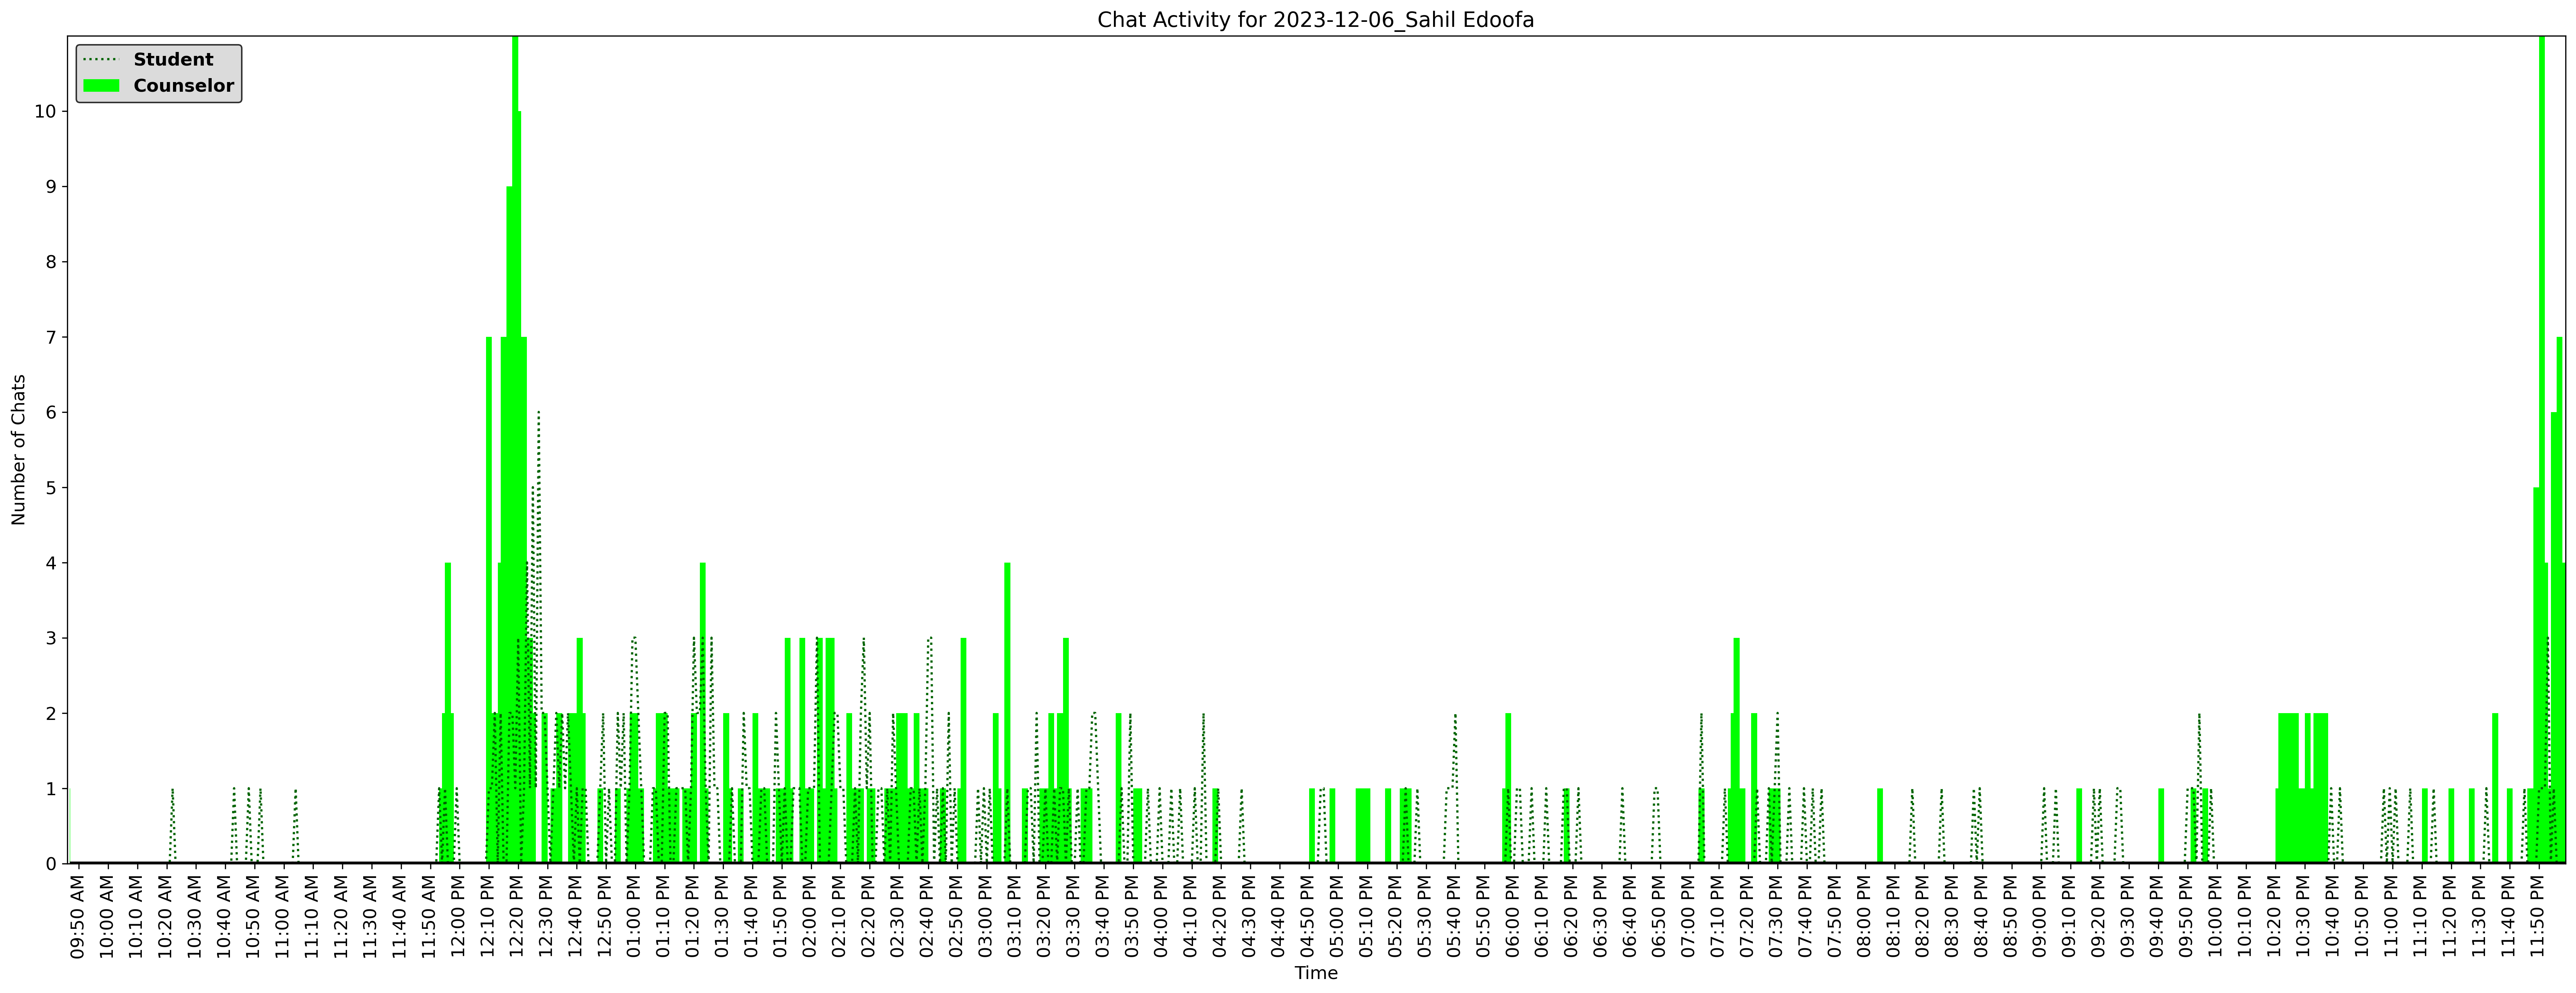 Chat Activity for 2023-12-06_Sahil Edoofa
Student
Counselor
Number of Chats
10
9
8
7
6
5
4
3
2
1
0
09:50 AM
10:00 AM
10:10 AM
10:20 AM
10:30 AM
10:40 AM
10:50 AM
11:00 AM
11:10 AM
11:20 AM
11:30 AM
11:40 AM
11:50 AM
12:00 PM
12:10 PM
12:20 PM
12:30 PM
12:40 PM
12:50 PM
01:00 PM
01:10 PM
01:20 PM
01:30 PM
01:40 PM
01:50 PM
02:00 PM
02:10 PM
02:20 PM
02:30 PM
02:40 PM
02:50 PM
03:00 PM
03:10 PM
03:20 PM
03:30 PM
03:40 PM
03:50 PM
04:00 PM
04:10 PM
04:20 PM
04:30 PM
04:40 PM
04:50 PM
05:00 PM
05:10 PM
05:20 PM
05:30 PM
05:40 PM
05:50 PM
06:00 PM
06:10 PM
06:20 PM
06:30 PM
06:40 PM
06:50 PM
07:00 PM
07:10 PM
07:20 PM
07:30 PM
07:40 PM
07:50 PM
08:00 PM
08:10 PM
08:20 PM
08:30 PM
08:40 PM
08:50 PM
09:00 PM
09:10 PM
09:20 PM
09:30 PM
09:40 PM
09:50 PM
10:00 PM
10:10 PM
10:20 PM
10:30 PM
10:40 PM
10:50 PM
11:00 PM
11:10 PM
11:20 PM
11:30 PM
11:40 PM
11:50 PM
Time